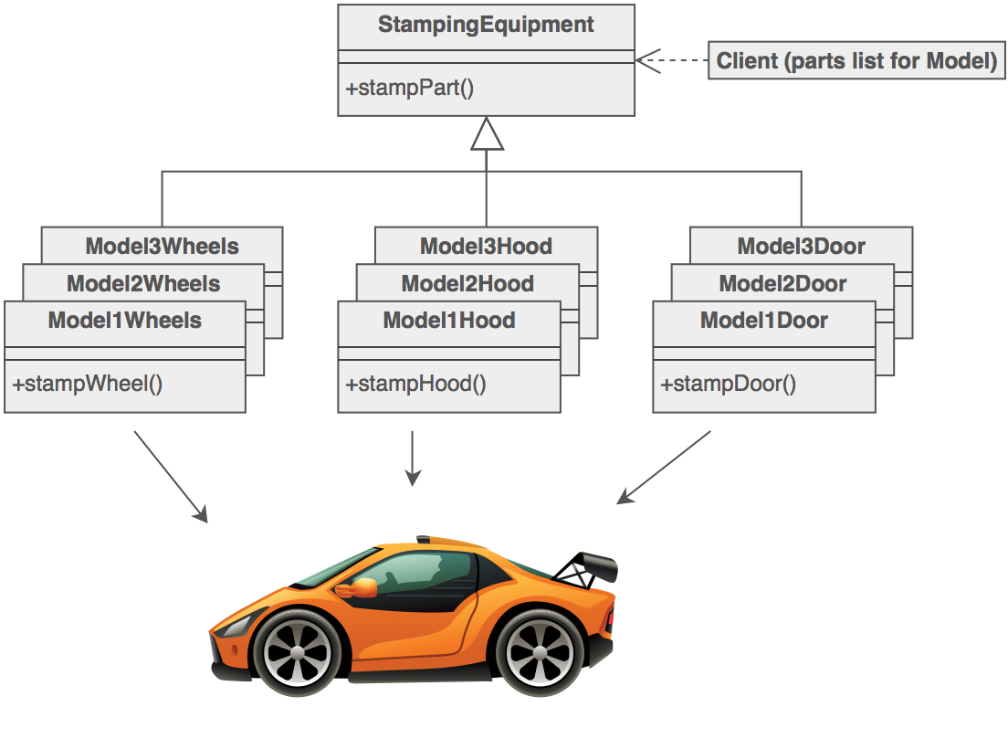 StampingEquipment
+stampPart()
Client (parts list for Model)
Model3Wheels
Model2Wheels
Model1Wheels
+stampWheel()
Model3Hood
Model2Hood
Model1Hood
+stampHood()
Model3Door
Model2Door
Model1Door
+stampDoor()